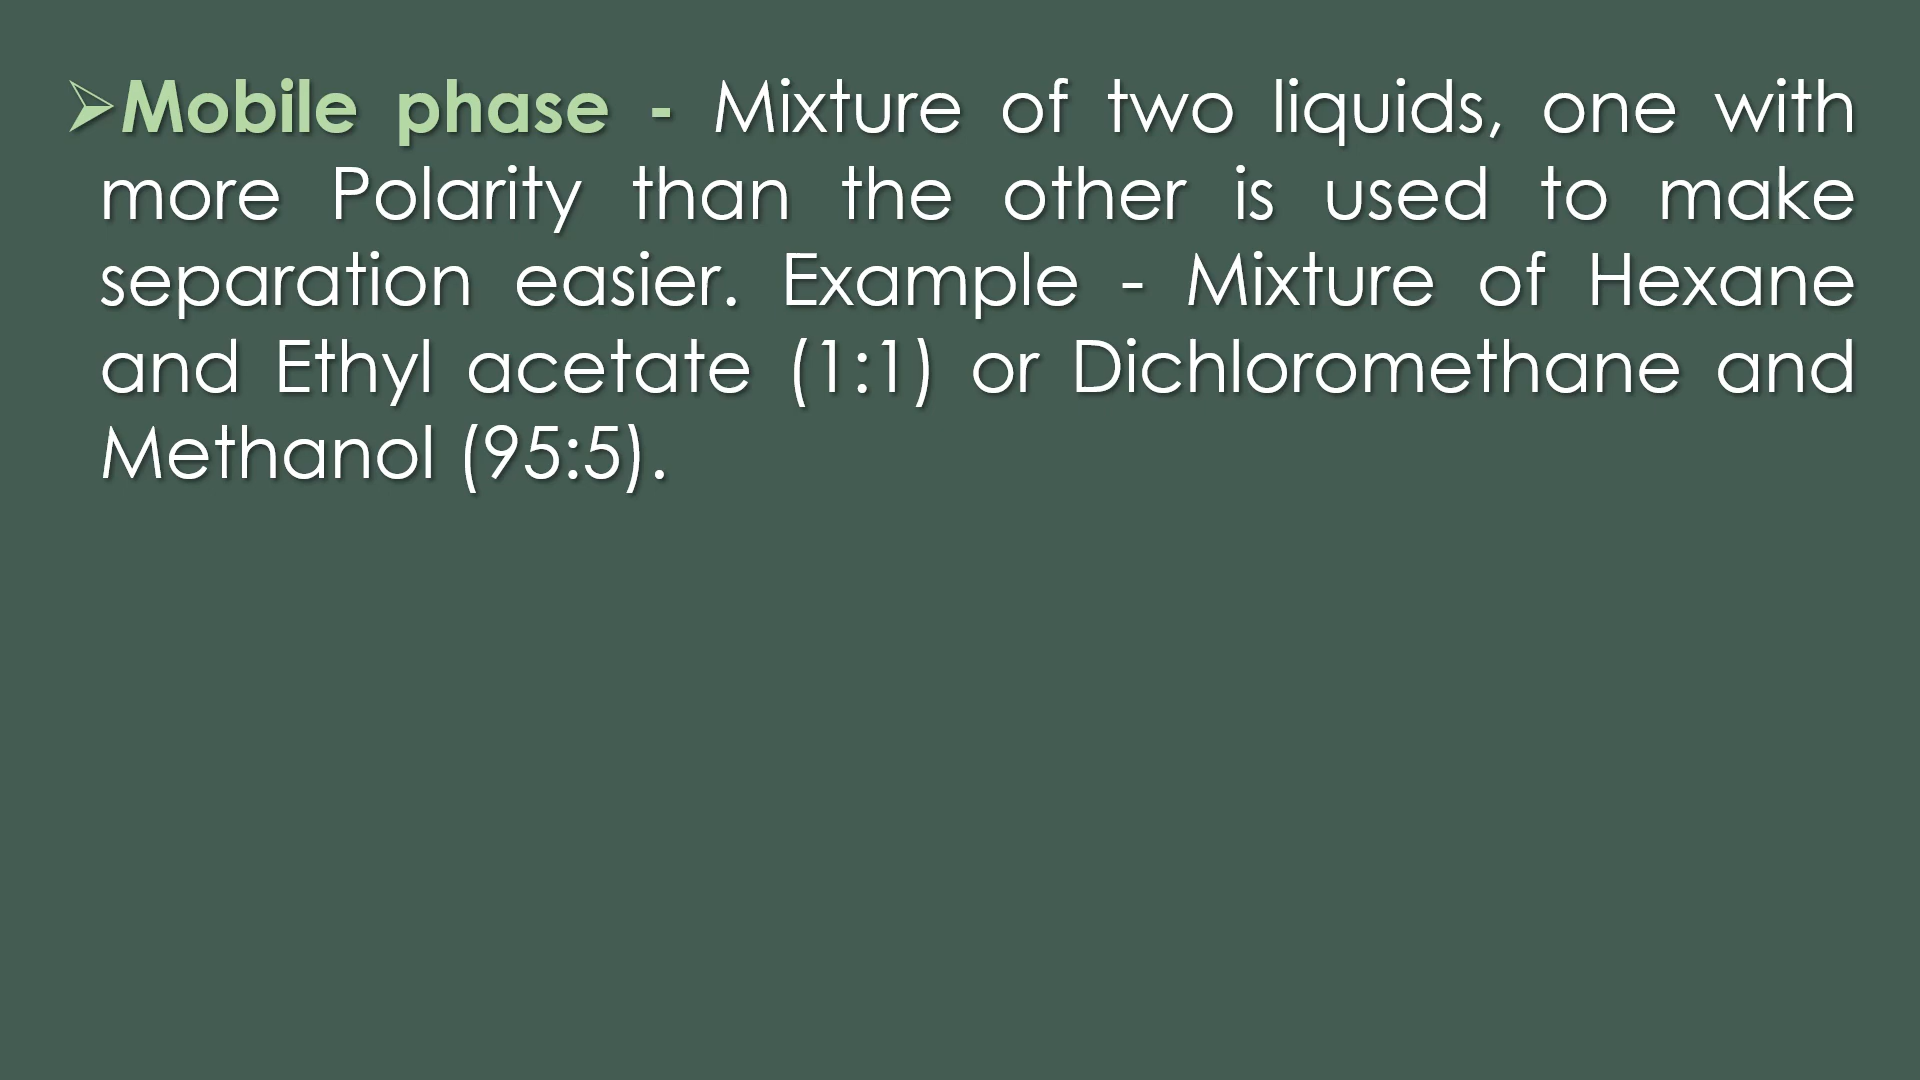 ➢Mobile phase - Mixture of two liquids, one with
more Polarity than the other is used to make
separation easier. Example - Mixture of Hexane
and Ethyl acetate (1:1) or Dichloromethane and
Methanol (95:5).